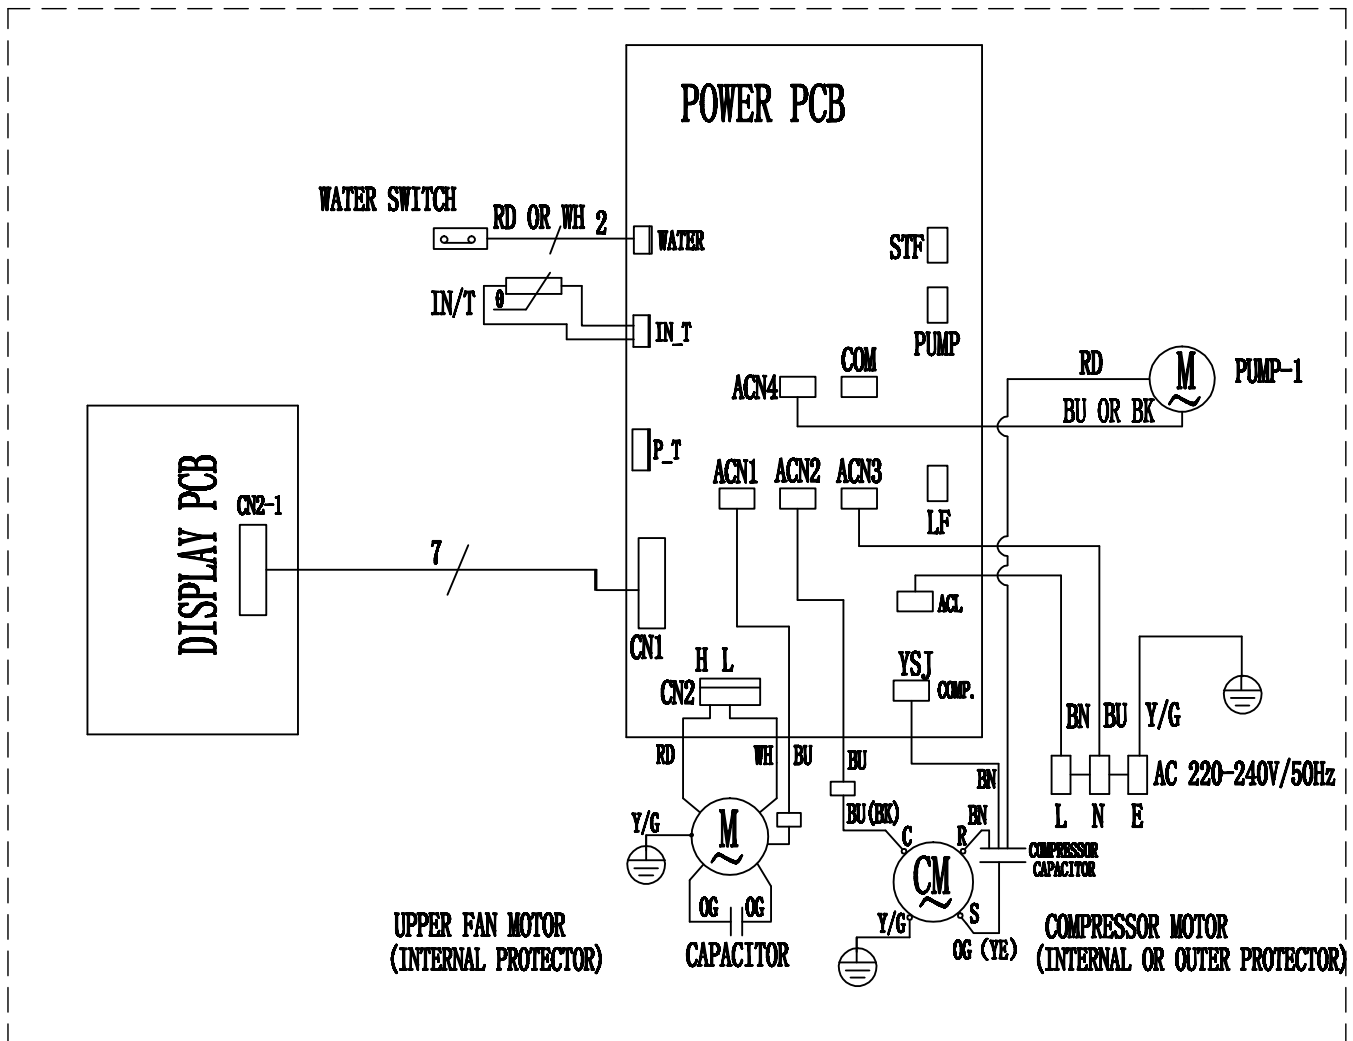 POWER PCB
WATER SWITCH
RD OR WH 2
WATER
STF
IN/T
θ
IN_T
PUMP
COM
ACN4
RD
M
PUMP-1
BU OR BK
P_T
ACN1
ACN2
ACN3
LF
DISPLAY PCB
CN2-1
7
CN1
ACL
H L
CN2
YSJ
COMP.
RD
WH
BU
BU
BN
BN
BU
Y/G
AC 220-240V/50Hz
L
N
E
Y/G
M
BU(BK)
BN
C
R
CM
S
COMPRESSOR
CAPACITOR
OG
OG
CAPACITOR
Y/G
OG (YE)
UPPER FAN MOTOR
(INTERNAL PROTECTOR)
COMPRESSOR MOTOR
(INTERNAL OR OUTER PROTECTOR)